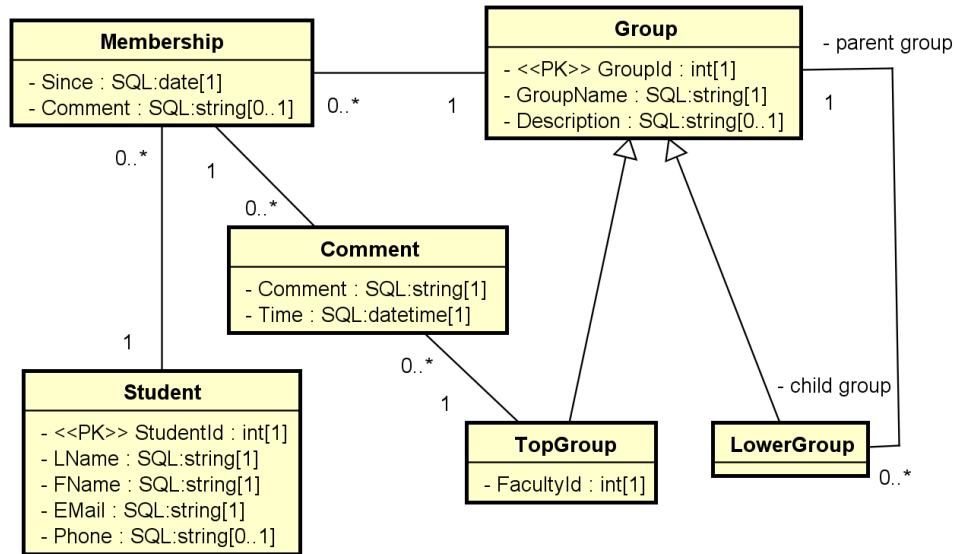 Membership
- Since : SQL:date[1]
- Comment : SQL:string[0..1]
0..*
1
Group
- <<PK>> GroupId : int[1]
- GroupName : SQL:string[1]
- Description : SQL:string[0..1]
- parent group
1
0..*
1
0..*
Comment
- Comment : SQL:string[1]
- Time : SQL:datetime[1]
0..*
1
1
Student
- <<PK>> StudentId : int[1]
- LName : SQL:string[1]
- FName : SQL:string[1]
- EMail : SQL:string[1]
- Phone : SQL:string[0..1]
TopGroup
- FacultyId : int[1]
- child group
LowerGroup
0..*